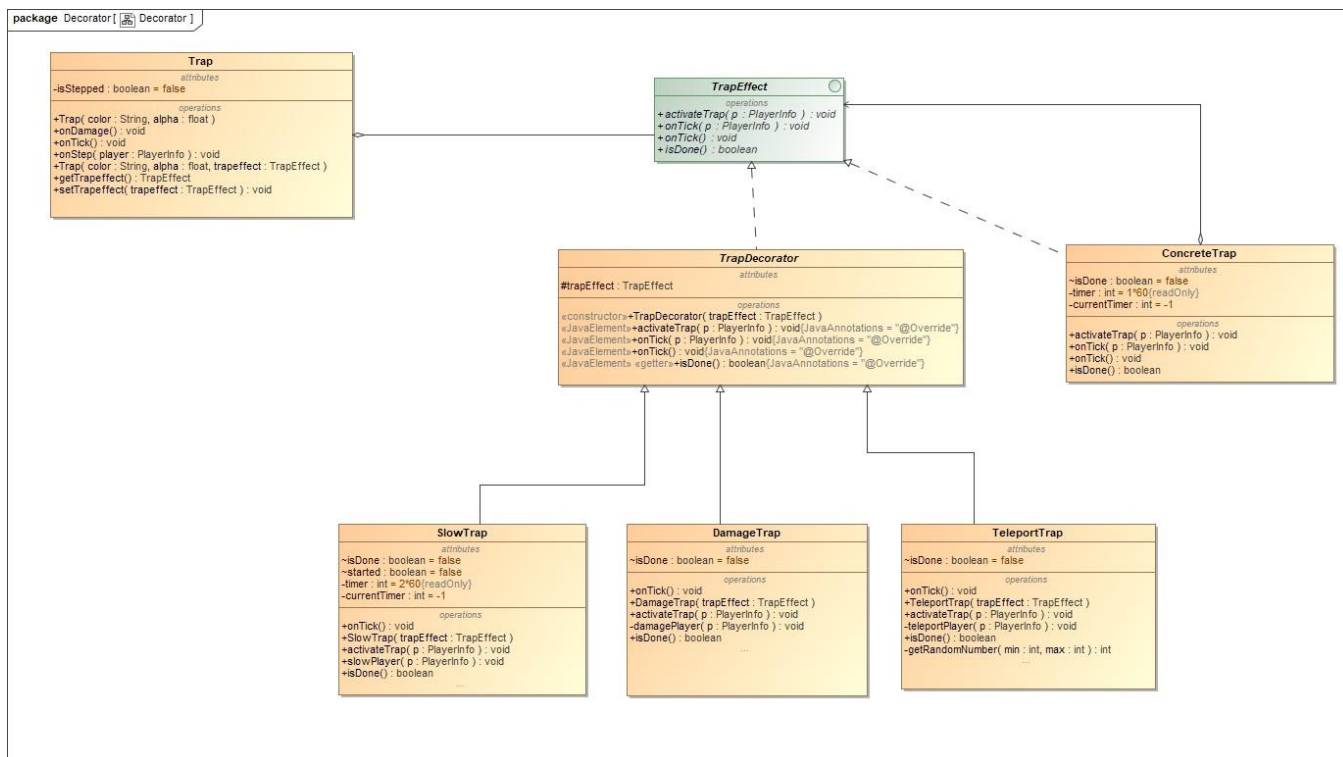 package Decorator [ Decorator ]
Trap
attributes
-isStepped : boolean = false
operations
+Trap( color : String, alpha : float )
+onDamage() : void
+onTick() : void
+onStep( player : PlayerInfo ) : void
+Trap( color : String, alpha : float, trapeffect : TrapEffect )
+getTrapeffect() : TrapEffect
+setTrapeffect( trapeffect : TrapEffect ) : void
TrapEffect
operations
+activateTrap( p : PlayerInfo ) : void
+onTick( p : PlayerInfo ) : void
+onTick() : void
+isDone() : boolean
TrapDecorator
attributes
#trapEffect : TrapEffect
operations
«constructor»+TrapDecorator( trapEffect : TrapEffect )
«JavaElement»+activateTrap( p : PlayerInfo ) : void{JavaAnnotations = "@Override"}
«JavaElement»+onTick( p : PlayerInfo ) : void{JavaAnnotations = "@Override"}
«JavaElement»+onTick() : void{JavaAnnotations = "@Override"}
«JavaElement» «getter»+isDone() : boolean{JavaAnnotations = "@Override"}
ConcreteTrap
attributes
~isDone : boolean = false
-timer : int = 1*60{readOnly}
-currentTimer : int = -1
operations
+activateTrap( p : PlayerInfo ) : void
+onTick( p : PlayerInfo ) : void
+onTick() : void
+isDone() : boolean
SlowTrap
attributes
~isDone : boolean = false
~started : boolean = false
-timer : int = 2*60{readOnly}
-currentTimer : int = -1
operations
+onTick() : void
+SlowTrap( trapEffect : TrapEffect )
+activateTrap( p : PlayerInfo ) : void
+slowPlayer( p : PlayerInfo ) : void
+isDone() : boolean
...
DamageTrap
attributes
~isDone : boolean = false
operations
+onTick() : void
+DamageTrap( trapEffect : TrapEffect )
+activateTrap( p : PlayerInfo ) : void
-damagePlayer( p : PlayerInfo ) : void
+isDone() : boolean
...
TeleportTrap
attributes
~isDone : boolean = false
operations
+onTick() : void
+TeleportTrap( trapEffect : TrapEffect )
+activateTrap( p : PlayerInfo ) : void
-teleportPlayer( p : PlayerInfo ) : void
+isDone() : boolean
-getRandomNumber( min : int, max : int ) : int
...